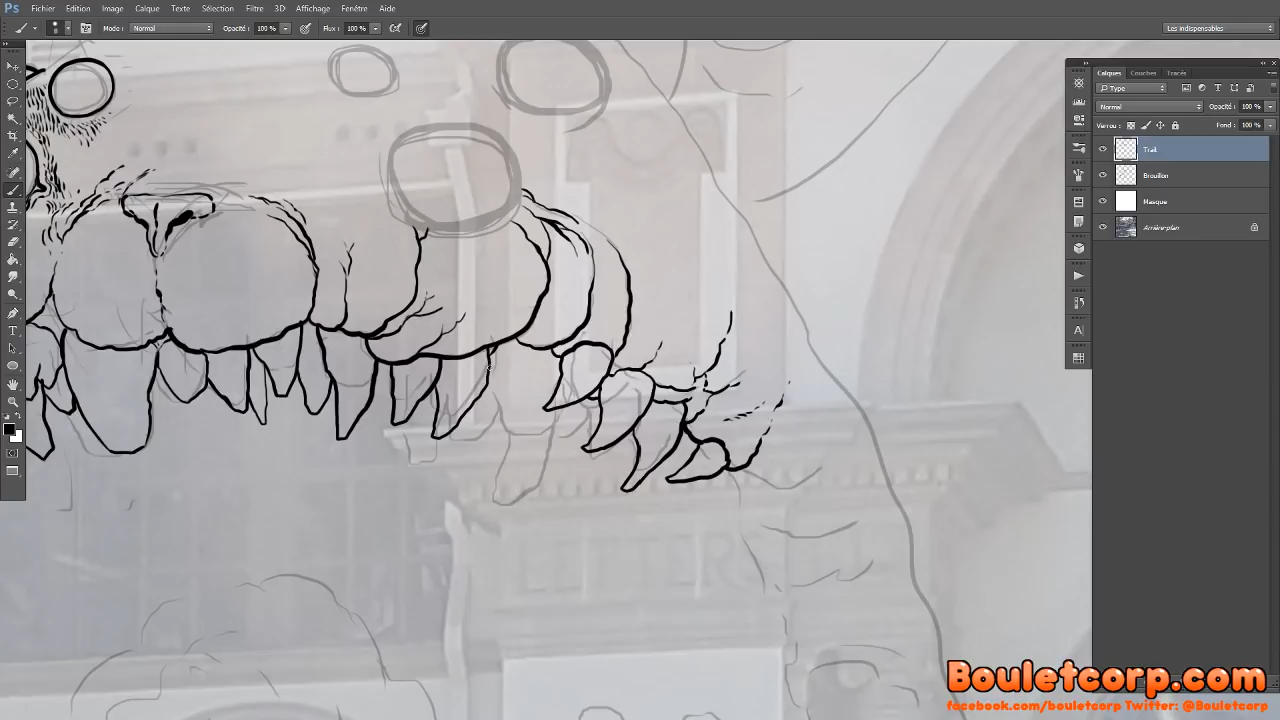 Ps Fichier Edition Image Calque Texte Sélection Filtre 3D Affichage Fenêtre Aide
Mode : Normal Opacité : 100 % Flux : 100 % Les indispensables
Calques Couches Tracés
Type
Normal Opacité : 100 %
Verrou : Fond : 100 %
Trait
Brouillon
Masque
Arrière-plan
LETTERS
Bouletcorp.com
facebook.com/bouletcorp Twitter: @Bouletcorp